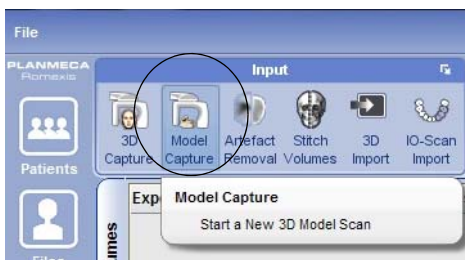 File
PLANMECA
Romexis
Input
3D Capture
Model Capture
Artefact Removal
Stitch Volumes
3D Import
IO-Scan Import
Patients
Exp
Model Capture
Start a New 3D Model Scan
umes
Files